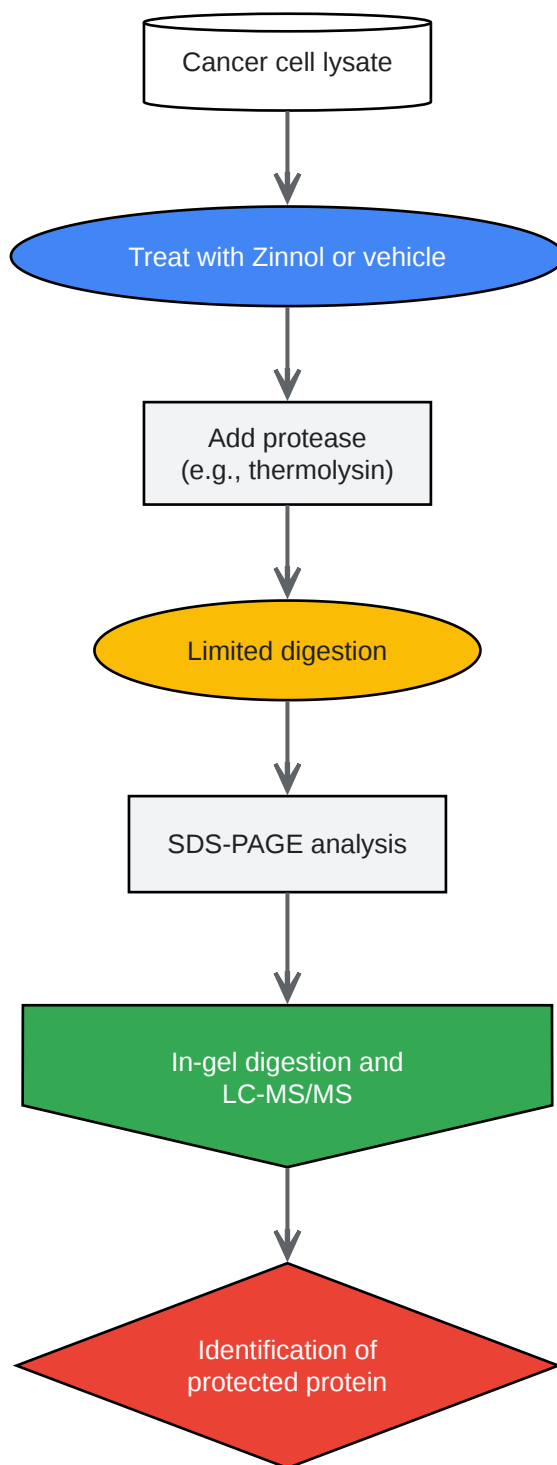 Cancer cell lysate
Treat with Zinnol or vehicle
Add protease
(e.g., thermolysin)
Limited digestion
SDS-PAGE analysis
In-gel digestion and
LC-MS/MS
Identification of
protected protein